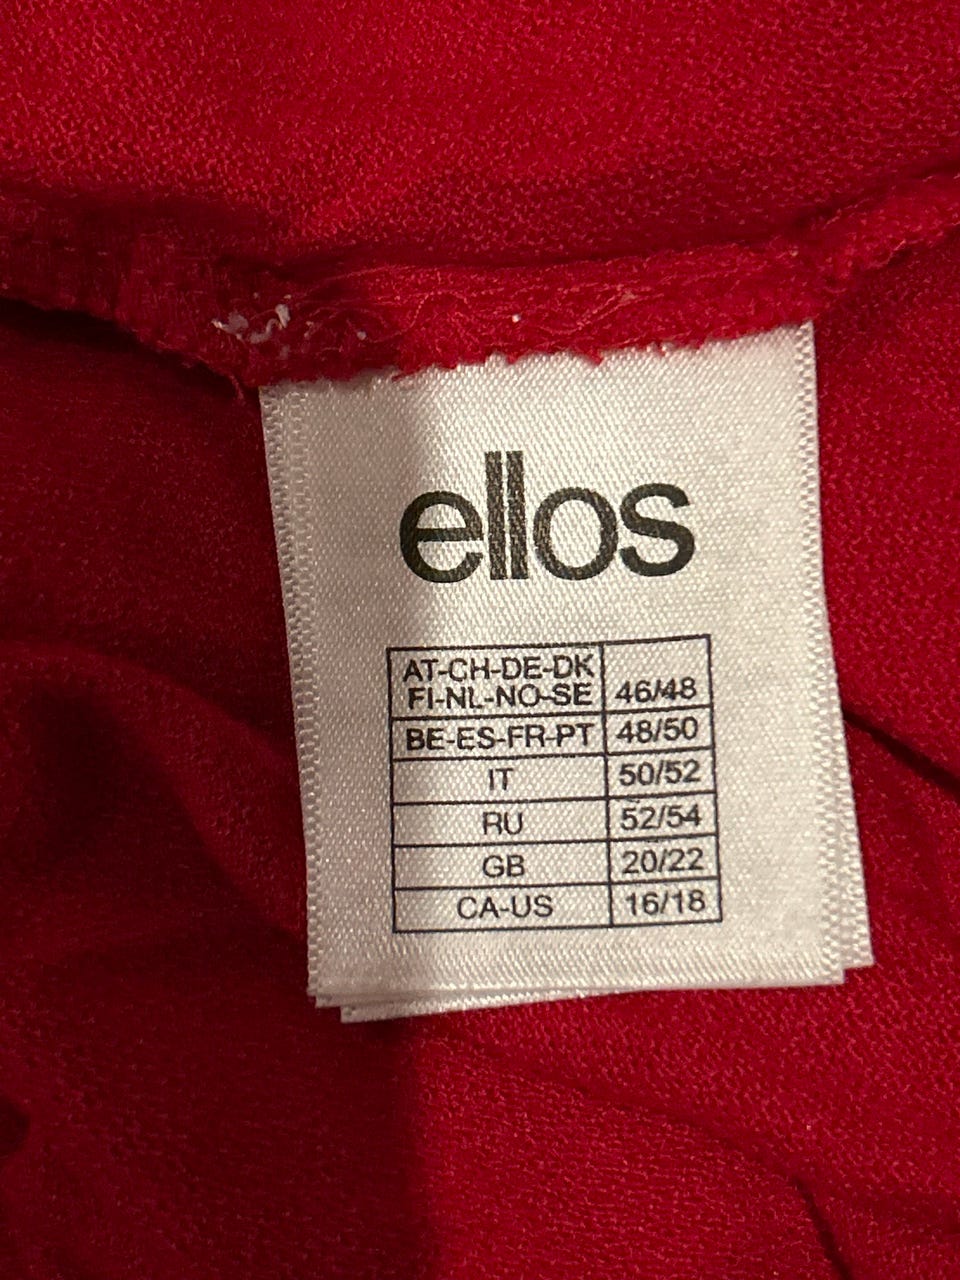 ellos
AT-CH-DE-DK
FI-NL-NO-SE 46/48
BE-ES-FR-PT 48/50
IT 50/52
RU 52/54
GB 20/22
CA-US 16/18